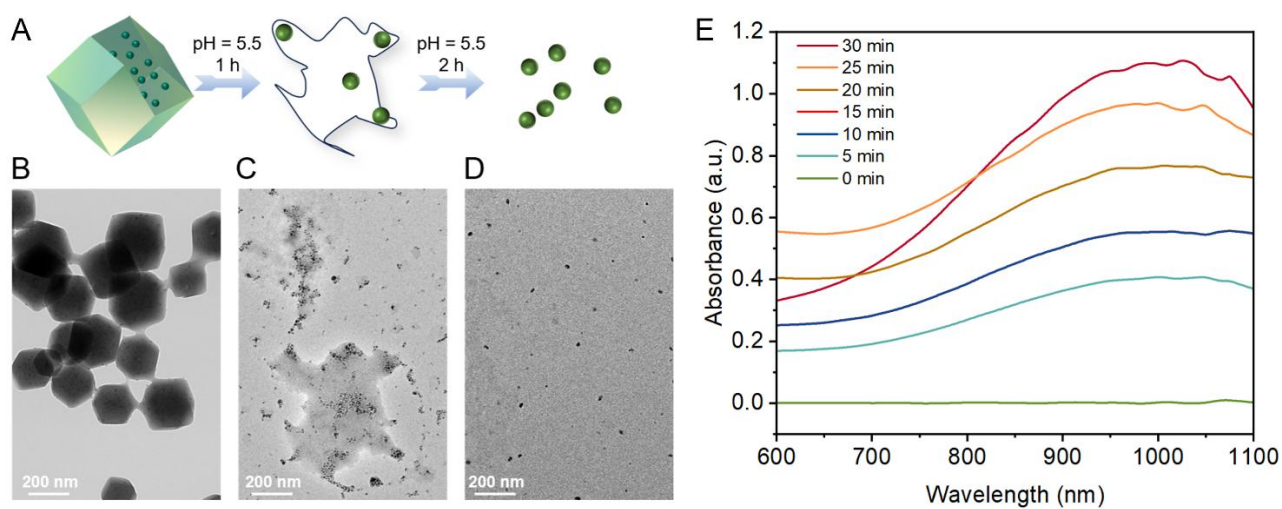 A
pH = 5.5
1 h
pH = 5.5
2 h
B
200 nm
C
200 nm
D
200 nm
E
30 min
25 min
20 min
15 min
10 min
5 min
0 min
Absorbance (a.u.)
1.2
1.0
0.8
0.6
0.4
0.2
0.0
600
700
800
900
1000
1100
Wavelength (nm)